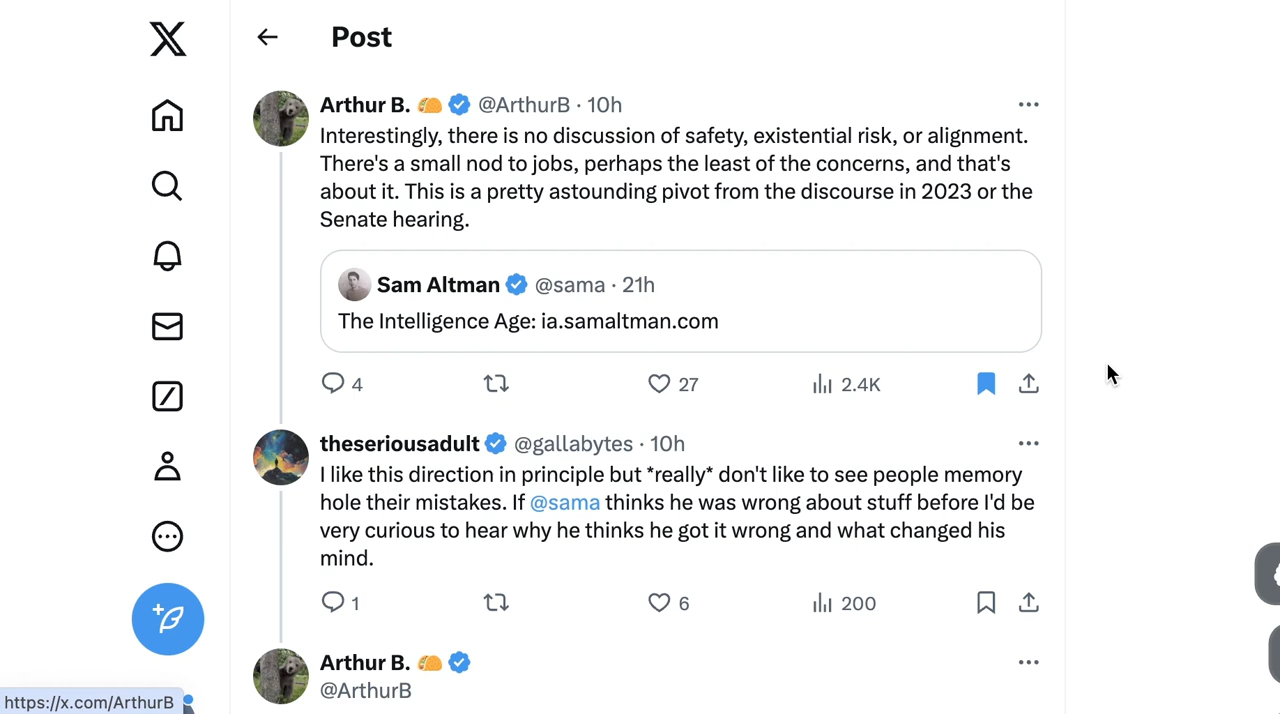 Post
Arthur B. 🌮 @ArthurB · 10h
Interestingly, there is no discussion of safety, existential risk, or alignment.
There's a small nod to jobs, perhaps the least of the concerns, and that's
about it. This is a pretty astounding pivot from the discourse in 2023 or the
Senate hearing.
Sam Altman @sama · 21h
The Intelligence Age: ia.samaltman.com
4 27 2.4K
theseriousadult @gallabytes · 10h
I like this direction in principle but *really* don't like to see people memory
hole their mistakes. If @sama thinks he was wrong about stuff before I'd be
very curious to hear why he thinks he got it wrong and what changed his
mind.
1 6 200
Arthur B. 🌮
@ArthurB
https://x.com/ArthurB